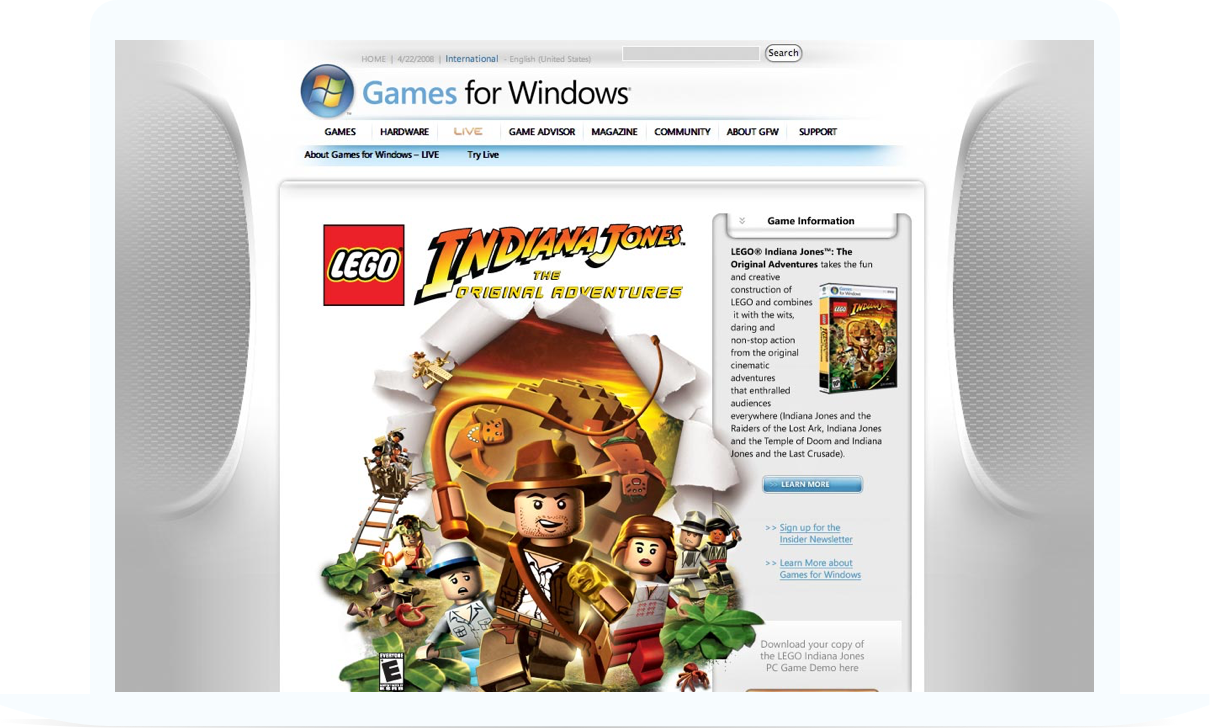 HOME | 4/22/2008 | International - English (United States)
Search
Games for Windows
GAMES HARDWARE LIVE GAME ADVISOR MAGAZINE COMMUNITY ABOUT GFW SUPPORT
About Games for Windows – LIVE Try Live
LEGO
INDIANA JONES™
THE
ORIGINAL ADVENTURES
EVERYONE
E
Game Information
LEGO® Indiana Jones™: The
Original Adventures takes the fun
and creative
construction of
LEGO and combines
it with the wits,
daring and
non-stop action
from the original
cinematic
adventures
that enthralled
audiences
everywhere (Indiana Jones and the
Raiders of the Lost Ark, Indiana Jones
and the Temple of Doom and Indiana
Jones and the Last Crusade).
Games
for Windows
LEGO
INDIANA JONES
>> LEARN MORE
>> Sign up for the
Insider Newsletter
>> Learn More about
Games for Windows
Download your copy of
the LEGO Indiana Jones
PC Game Demo here